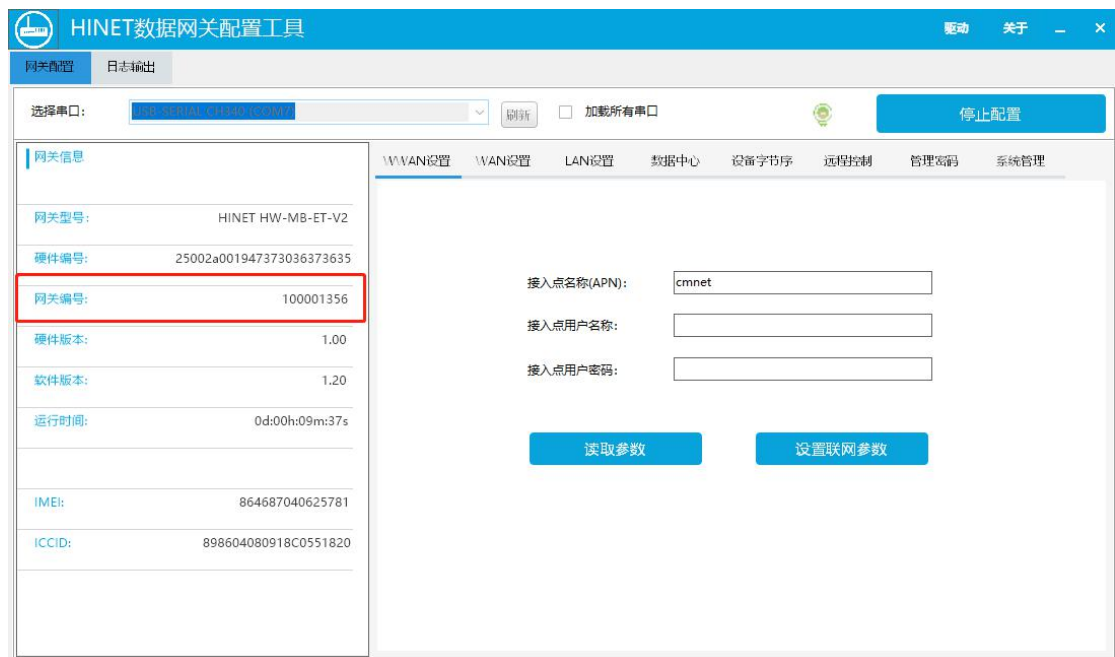 HINET数据网关配置工具 驱动 关于
网关配置 日志输出
选择串口: USB-SERIAL CH340 (COM7) 刷新 加载所有串口 停止配置
网关信息
WWAN设置 WAN设置 LAN设置 数据中心 设备字节序 远程控制 管理密码 系统管理
网关型号: HINET HW-MB-ET-V2
硬件编号: 25002a001947373036373635
接入点名称(APN): cmnet
网关编号: 100001356
接入点用户名称:
硬件版本: 1.00
接入点用户密码:
软件版本: 1.20
运行时间: 0d:00h:09m:37s
读取参数 设置联网参数
IMEI: 864687040625781
ICCID: 898604080918C0551820